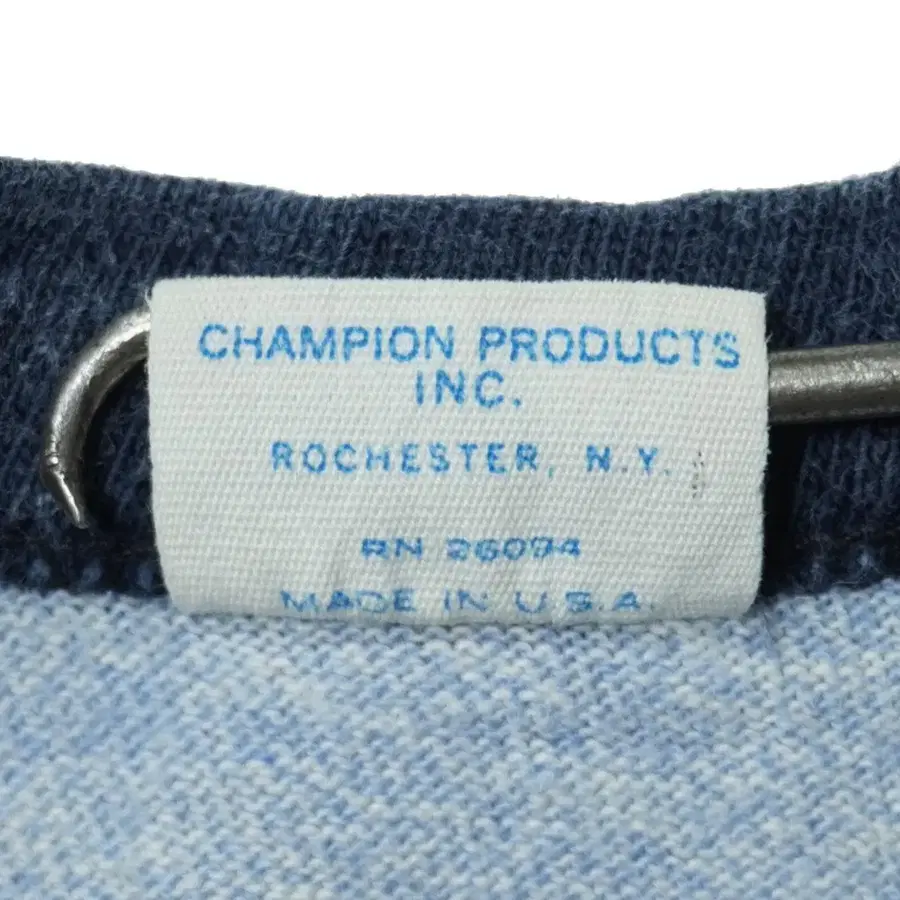 CHAMPION PRODUCTS
INC.
ROCHESTER, N.Y.
RN 26094
MADE IN U.S.A.